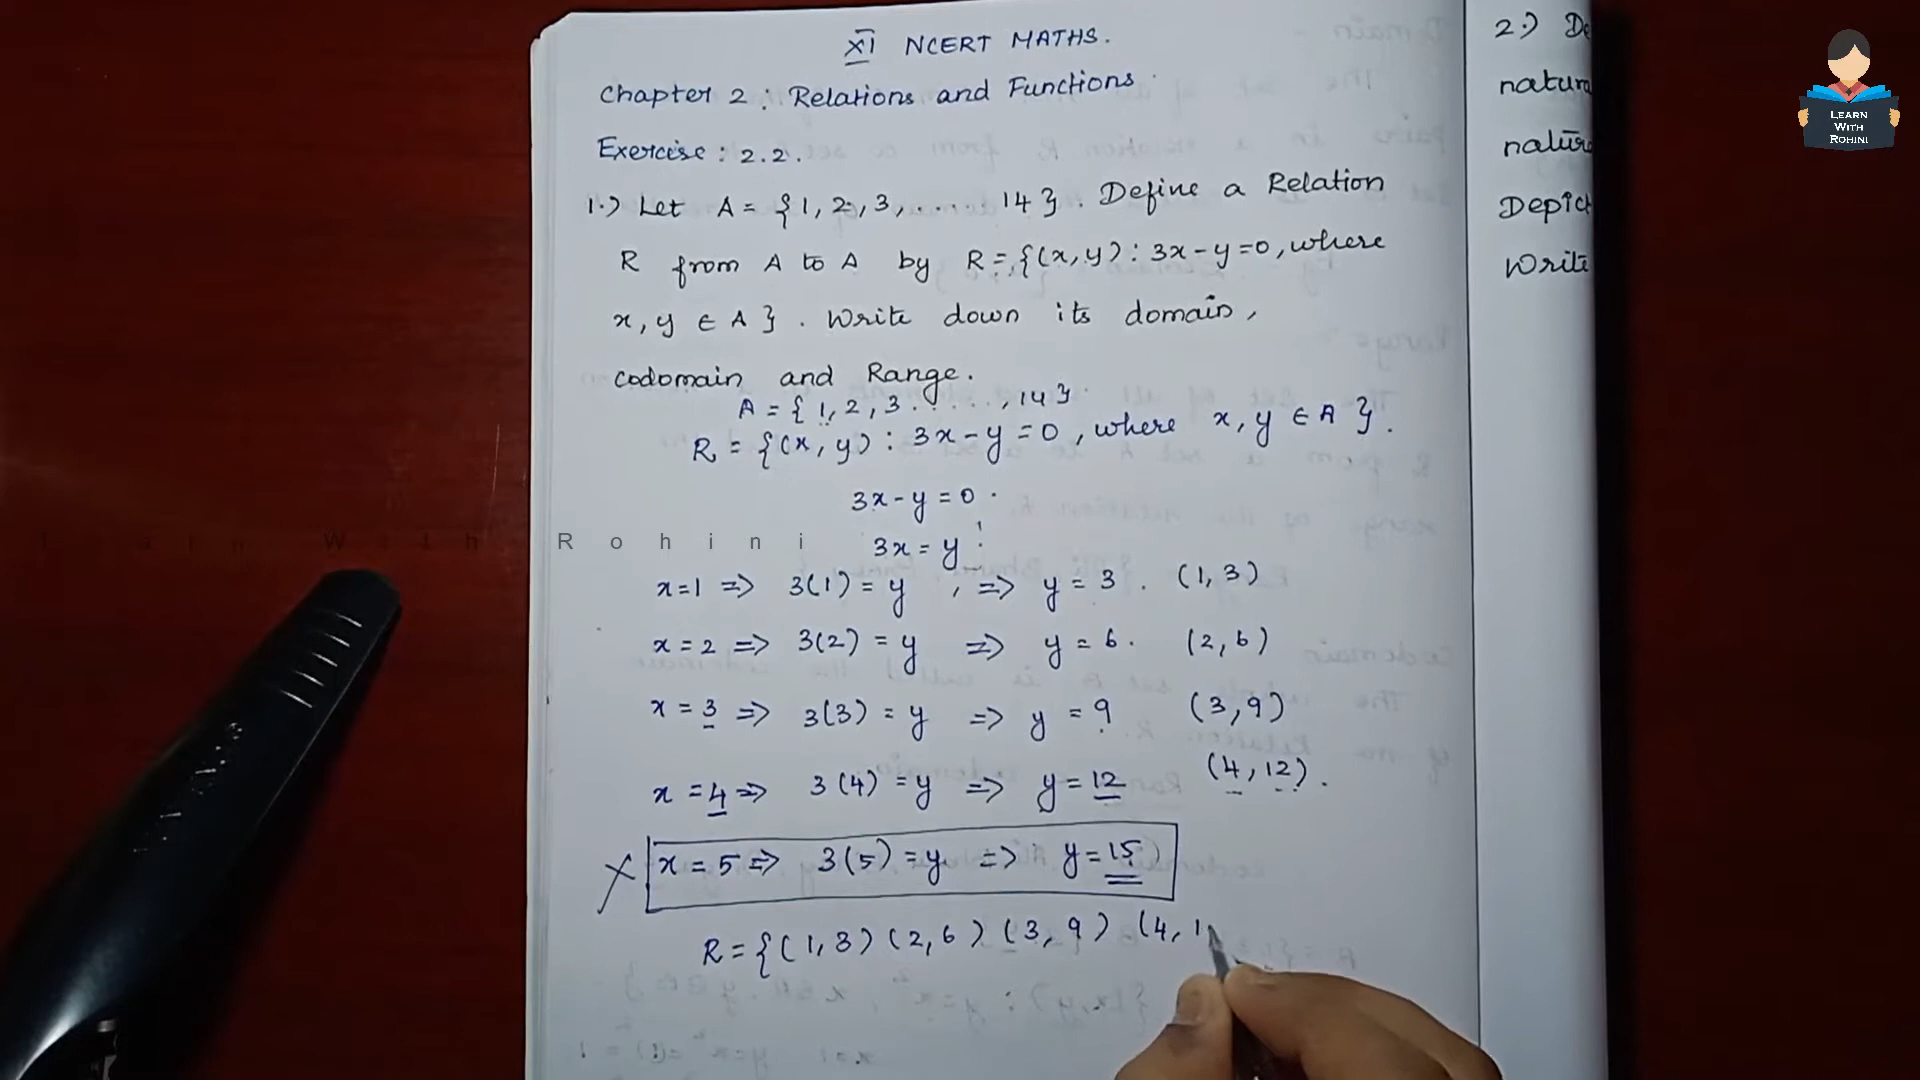 XI NCERT MATHS.
Chapter 2 : Relations and Functions
Exercise : 2.2.
1.) Let A = {1, 2, 3, ..... 14}. Define a Relation
R from A to A by R = {(x, y) : 3x - y = 0, where
x, y ∈ A}. Write down its domain,
codomain and Range.
A = {1, 2, 3 ....., 14}
R = {(x, y) : 3x - y = 0, where x, y ∈ A}.
3x - y = 0.
3x = y
x = 1 => 3(1) = y , => y = 3. (1, 3)
x = 2 => 3(2) = y => y = 6. (2, 6)
x = 3 => 3(3) = y => y = 9 (3, 9)
x = 4 => 3(4) = y => y = 12 (4, 12).
X x = 5 => 3(5) = y => y = 15
R = {(1, 3) (2, 6) (3, 9) (4, 1
2.)
Depict
Write
LEARN
WITH
ROHINI
Rohini